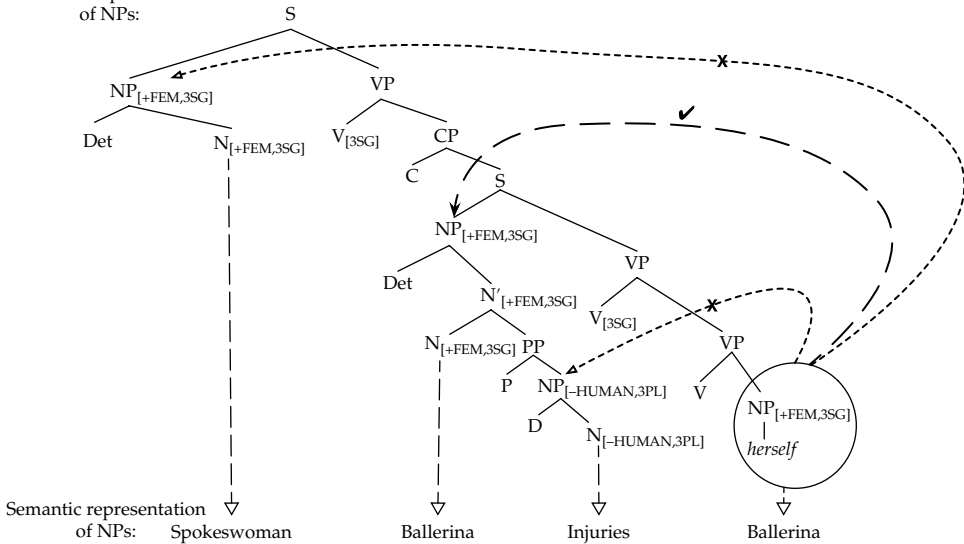 of NPs:
S
NP[+FEM,3SG]
VP
Det
N[+FEM,3SG]
V[3SG]
CP
C
S
NP[+FEM,3SG]
VP
Det
N′[+FEM,3SG]
V[3SG]
N[+FEM,3SG]
PP
VP
P
NP[–HUMAN,3PL]
V
NP[+FEM,3SG]
D
N[–HUMAN,3PL]
herself
Semantic representation
of NPs: Spokeswoman Ballerina Injuries Ballerina